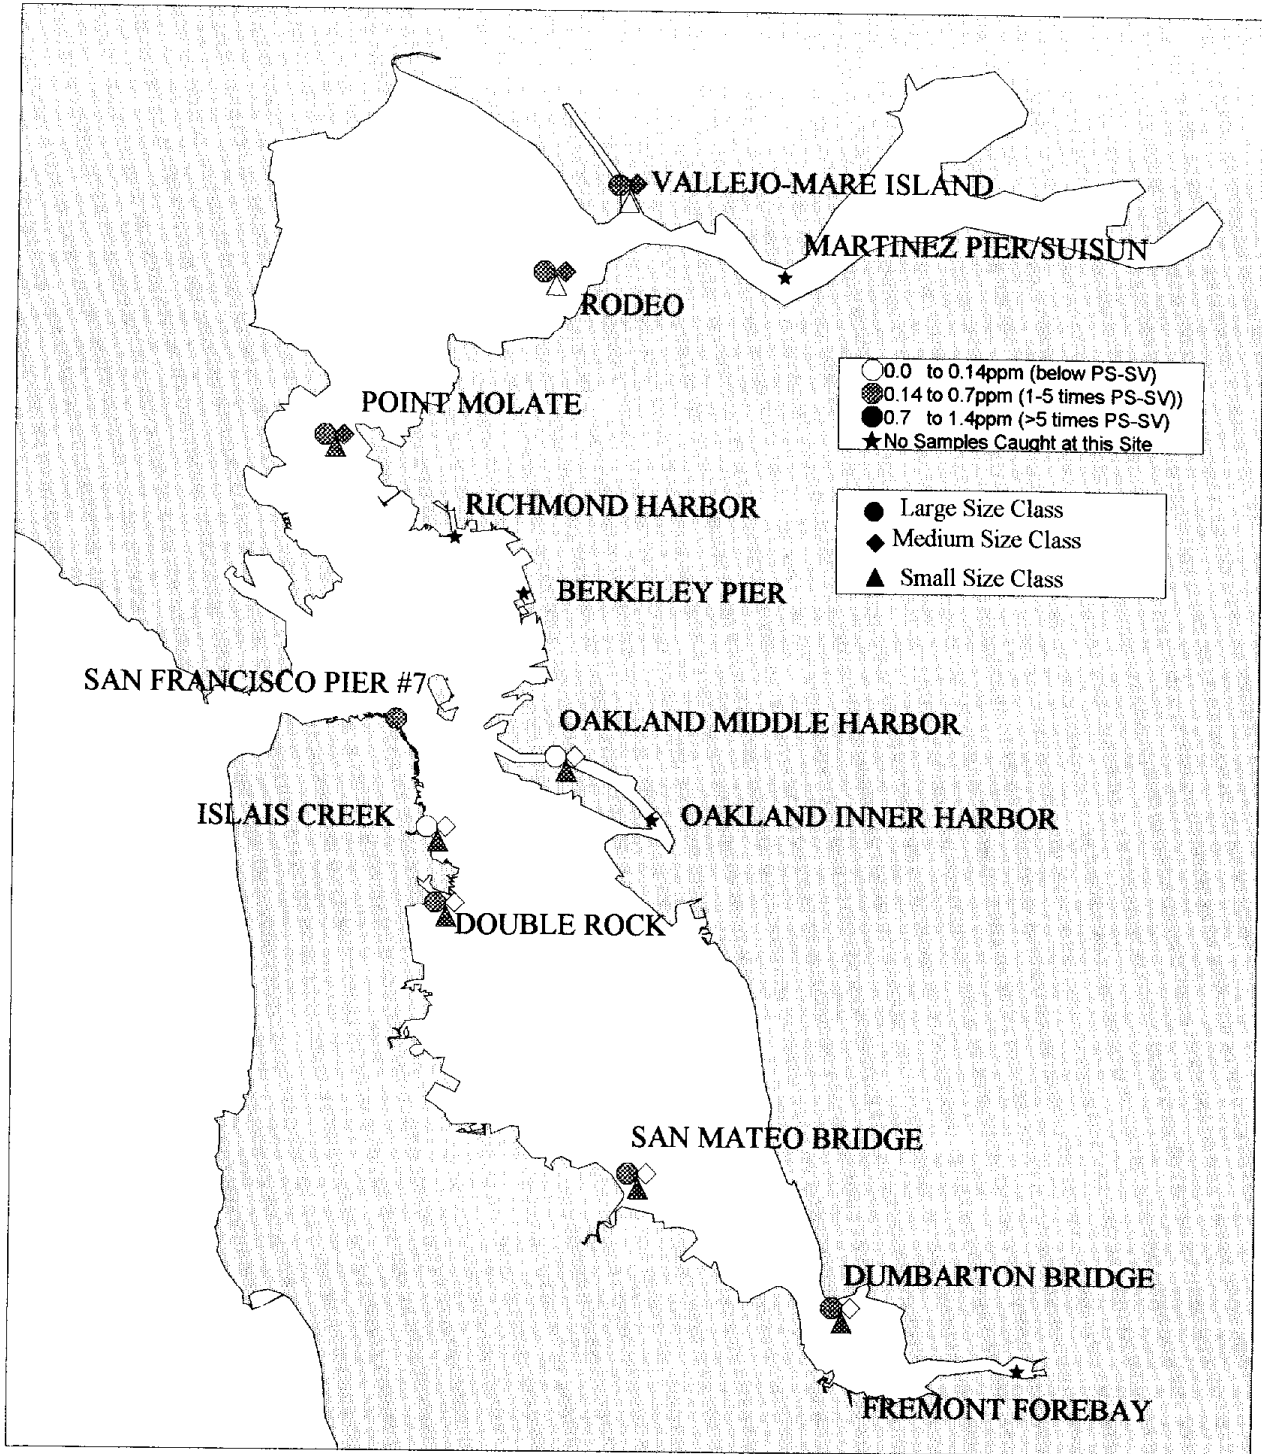 VALLEJO-MARE ISLAND
MARTINEZ PIER/SUISUN
RODEO
0.0 to 0.14ppm (below PS-SV)
0.14 to 0.7ppm (1-5 times PS-SV))
0.7 to 1.4ppm (>5 times PS-SV)
No Samples Caught at this Site
POINT MOLATE
RICHMOND HARBOR
Large Size Class
Medium Size Class
Small Size Class
BERKELEY PIER
SAN FRANCISCO PIER #7
OAKLAND MIDDLE HARBOR
ISLAIS CREEK
OAKLAND INNER HARBOR
DOUBLE ROCK
SAN MATEO BRIDGE
DUMBARTON BRIDGE
FREMONT FOREBAY